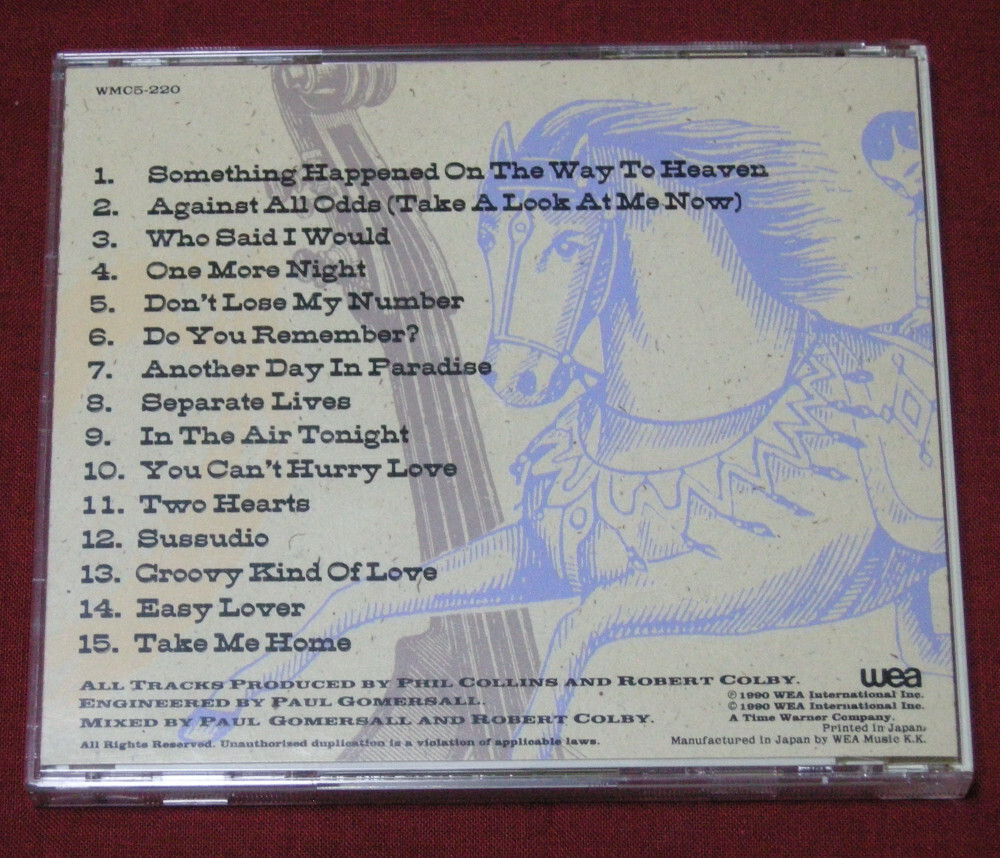 WMC5-220
1. Something Happened On The Way To Heaven
2. Against All Odds (Take A Look At Me Now)
3. Who Said I Would
4. One More Night
5. Don't Lose My Number
6. Do You Remember?
7. Another Day In Paradise
8. Separate Lives
9. In The Air Tonight
10. You Can't Hurry Love
11. Two Hearts
12. Sussudio
13. Groovy Kind Of Love
14. Easy Lover
15. Take Me Home
ALL TRACKS PRODUCED BY PHIL COLLINS AND ROBERT COLBY.
ENGINEERED BY PAUL GOMERSALL.
MIXED BY PAUL GOMERSALL AND ROBERT COLBY.
All Rights Reserved. Unauthorized duplication is a violation of applicable laws.
wea
℗ 1990 WEA International Inc.
© 1990 WEA International Inc.
A Time Warner Company.
Printed in Japan.
Manufactured in Japan by WEA Music K.K.